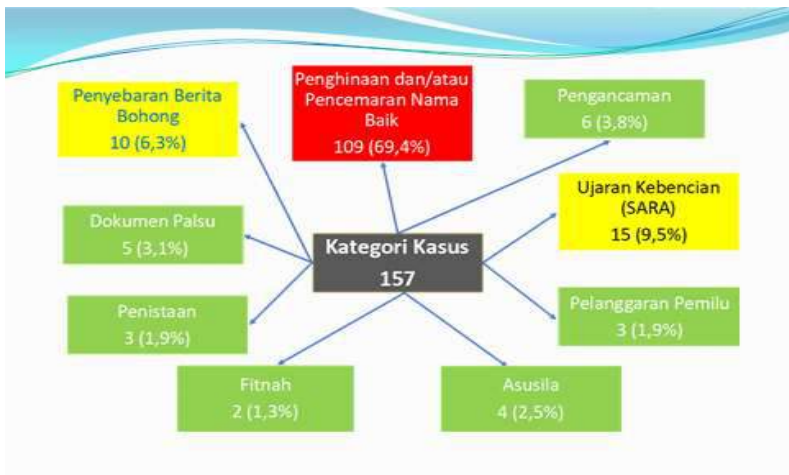 Penghinaan dan/atau
Pencemaran Nama
Baik
109 (69,4%)
Penyebaran Berita
Bohong
10 (6,3%)
Pengancaman
6 (3,8%)
Ujaran Kebencian
(SARA)
15 (9,5%)
Dokumen Palsu
5 (3,1%)
Kategori Kasus
157
Penistaan
3 (1,9%)
Pelanggaran Pemilu
3 (1,9%)
Fitnah
2 (1,3%)
Asusila
4 (2,5%)